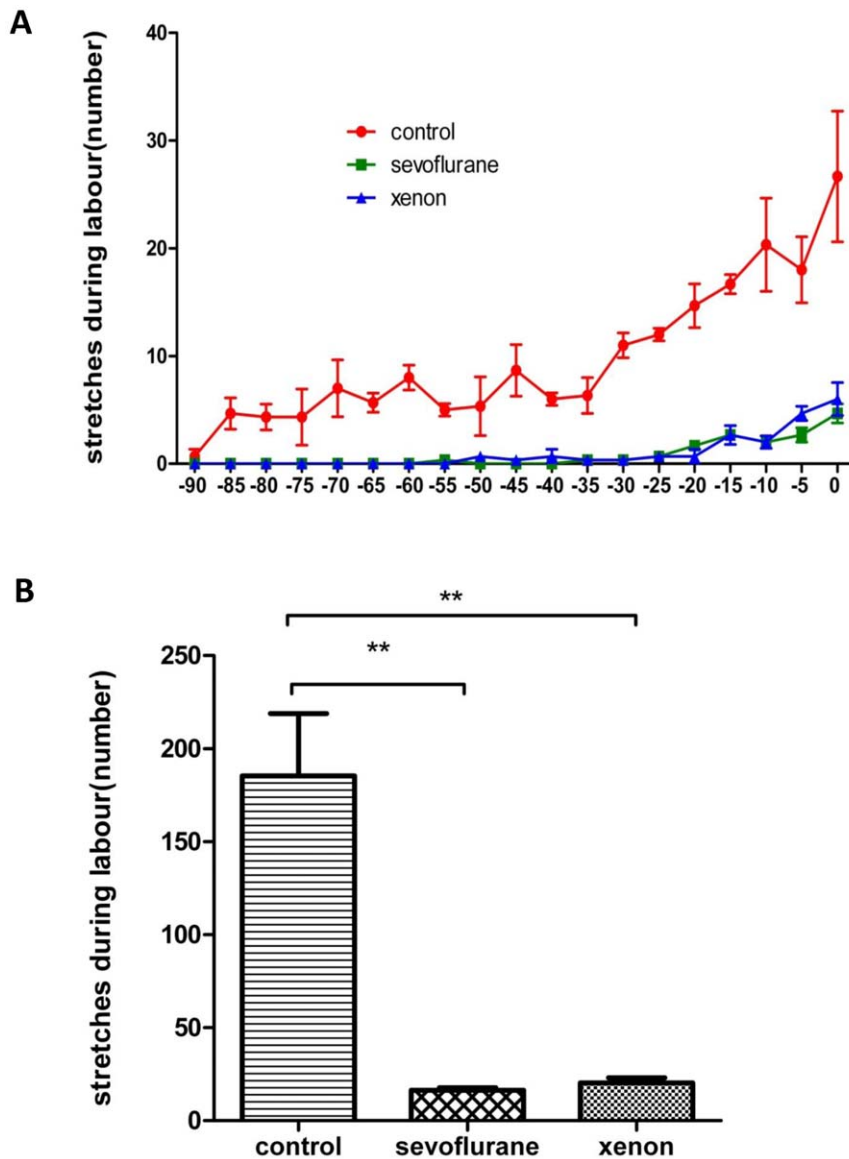 A
stretches during labour(number)
40
30
20
10
0
control
sevoflurane
xenon
-90 -85 -80 -75 -70 -65 -60 -55 -50 -45 -40 -35 -30 -25 -20 -15 -10 -5 0
B
stretches during labour(number)
**
**
250
200
150
100
50
0
control sevoflurane xenon